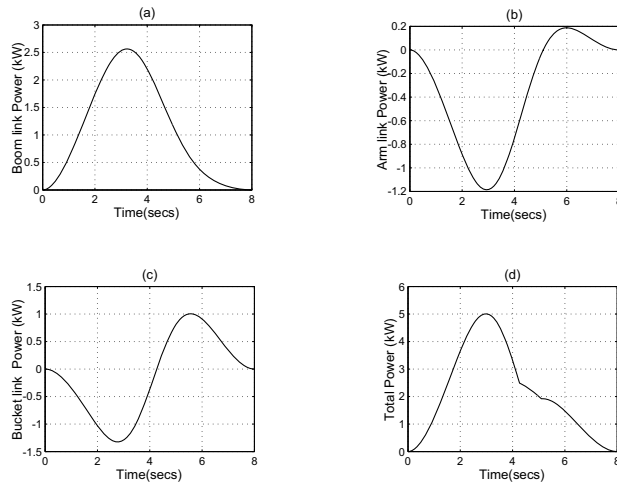 (a)
3
2.5
2
1.5
1
0.5
0
0 2 4 6 8
Boom link Power (kW)
Time(secs)
(b)
0.2
0
-0.2
-0.4
-0.6
-0.8
-1
-1.2
0 2 4 6 8
Arm link Power (kW)
Time(secs)
(c)
1.5
1
0.5
0
-0.5
-1
-1.5
0 2 4 6 8
Bucket link Power (kW)
Time(secs)
(d)
6
5
4
3
2
1
0
0 2 4 6 8
Total Power (kW)
Time(secs)